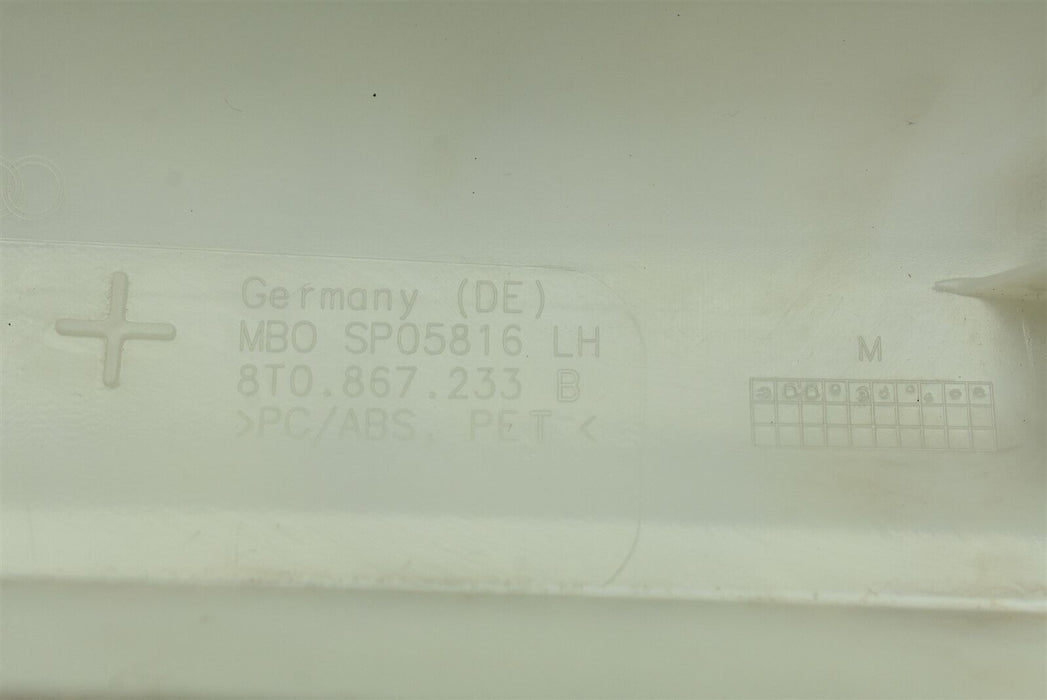 Germany (DE)
MBO SP05816 LH
8T0.867.233 B
>PC/ABS. PET<
M